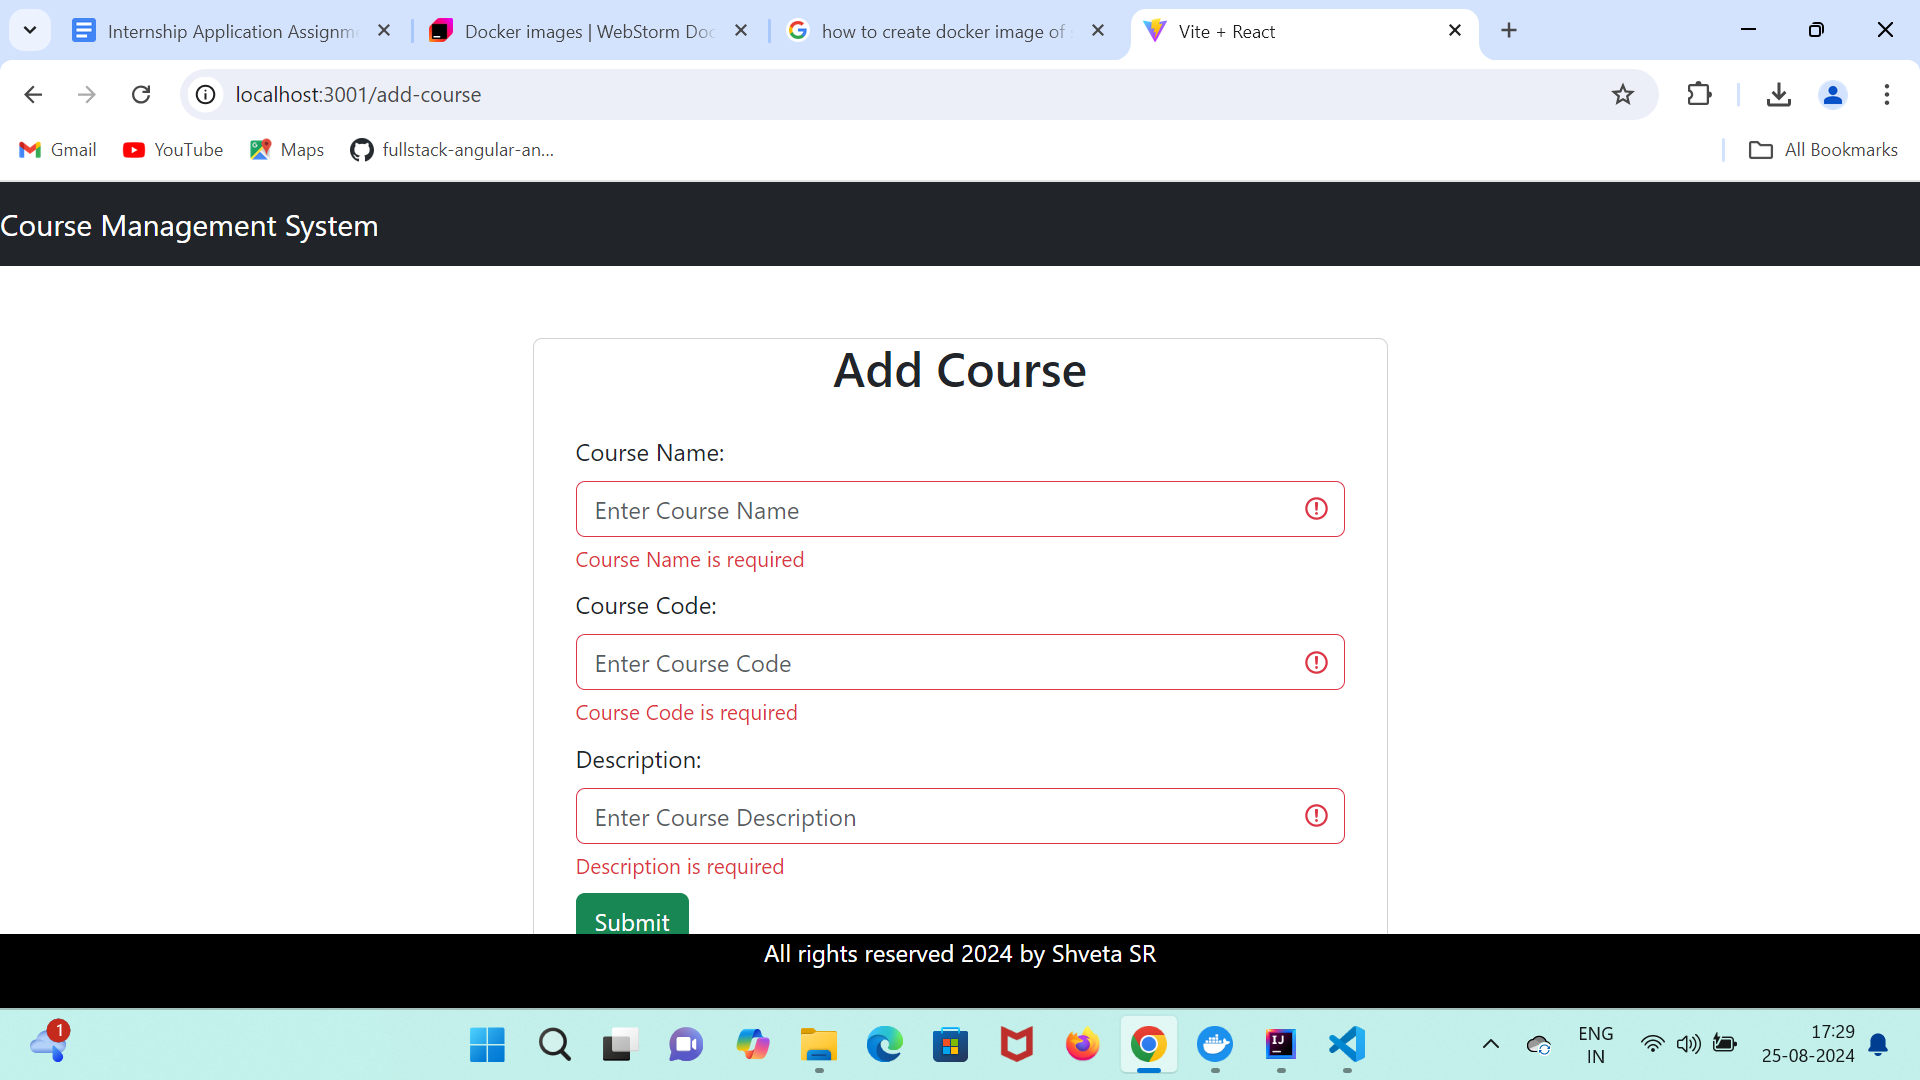 Internship Application Assignm
Docker images | WebStorm Doc
how to create docker image of
Vite + React
localhost:3001/add-course
Gmail
YouTube
Maps
fullstack-angular-an...
All Bookmarks
Course Management System
Add Course
Course Name:
Enter Course Name
Course Name is required
Course Code:
Enter Course Code
Course Code is required
Description:
Enter Course Description
Description is required
Submit
All rights reserved 2024 by Shveta SR
1
IJ
ENG
IN
17:29
25-08-2024